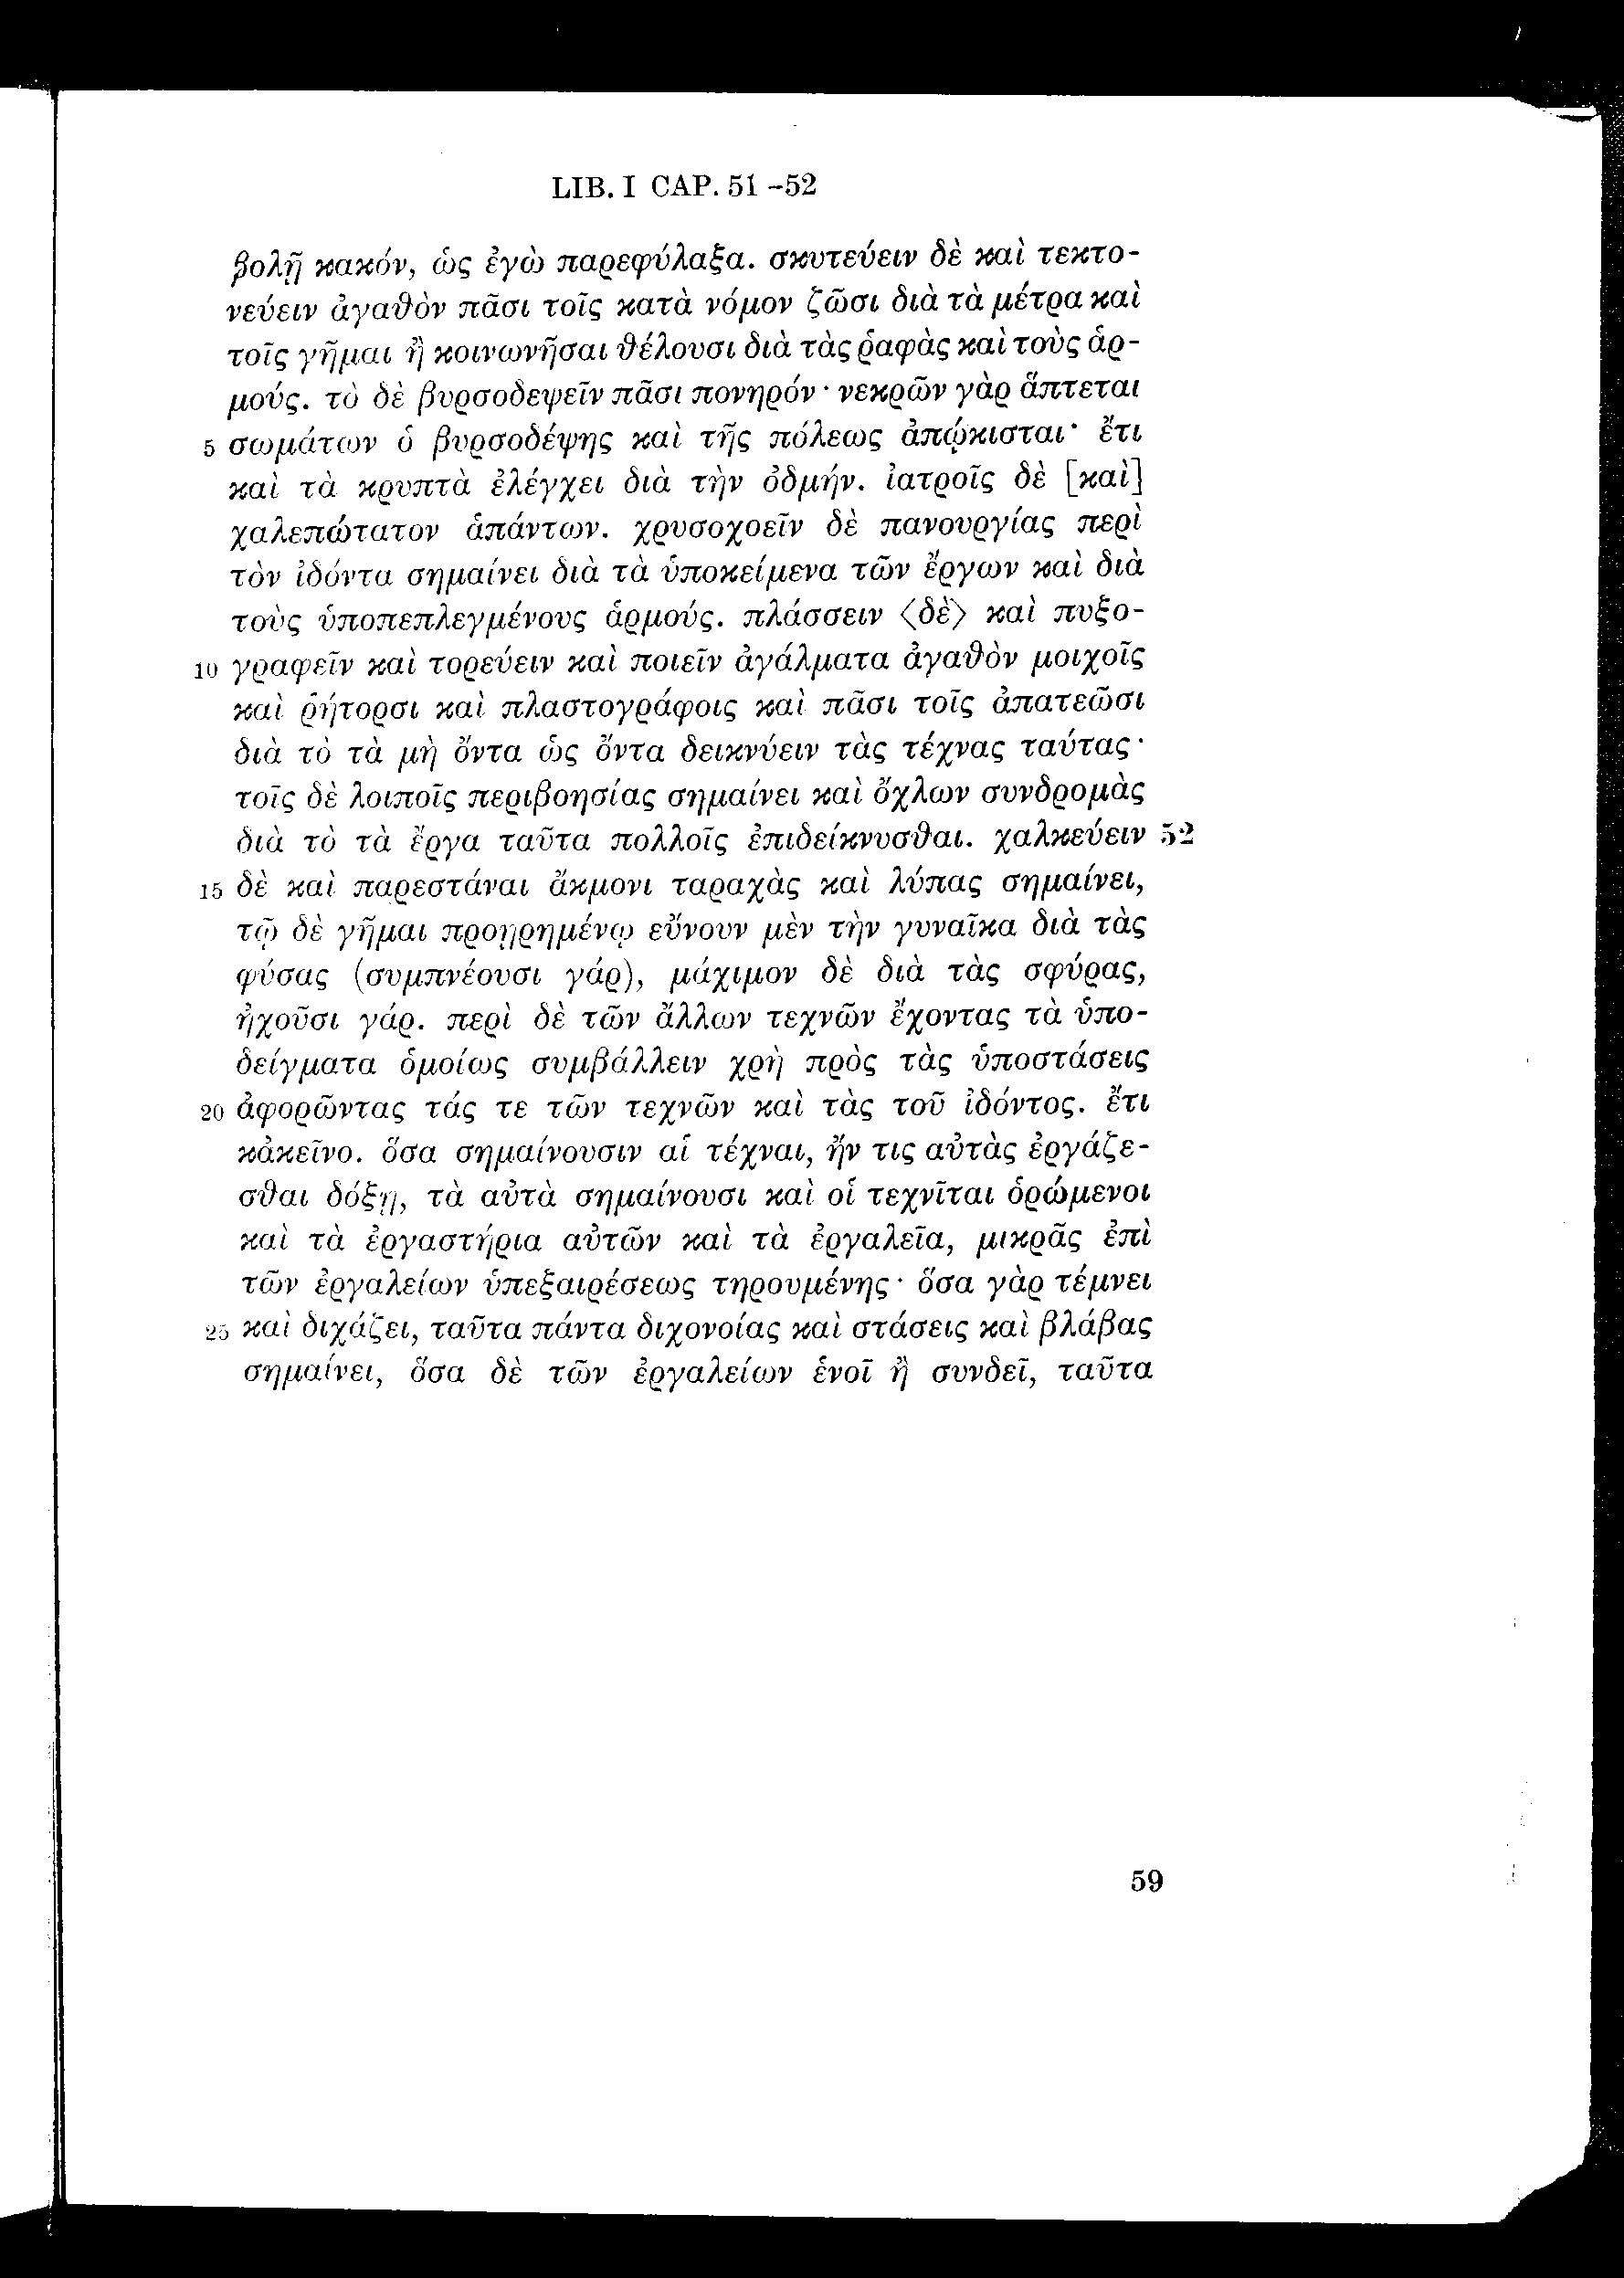 LIB. I CAP. 51-52
βολῇ κακόν, ὡς ἐγὼ παρεφύλαξα. σκυτεύειν δὲ καὶ τεκτο-
νεύειν ἀγαθὸν πᾶσι τοῖς κατὰ νόμον ζῶσι διὰ τὰ μέτρα καὶ
τοῖς γῆμαι ἢ κοινωνῆσαι θέλουσι διὰ τὰς ῥαφὰς καὶ τοὺς ἁρ-
μούς. τὸ δὲ βυρσοδεψεῖν πᾶσι πονηρόν· νεκρῶν γὰρ ἅπτεται
5 σωμάτων ὁ βυρσοδέψης καὶ τῆς πόλεως ἀπῴκισται· ἔτι
καὶ τὰ κρυπτὰ ἐλέγχει διὰ τὴν ὀδμήν. ἰατροῖς δὲ [καὶ]
χαλεπώτατον ἁπάντων. χρυσοχοεῖν δὲ πανουργίας περὶ
τὸν ἰδόντα σημαίνει διὰ τὰ ὑποκείμενα τῶν ἔργων καὶ διὰ
τοὺς ὑποπεπλεγμένους ἁρμούς. πλάσσειν ⟨δὲ⟩ καὶ πυξο-
10 γραφεῖν καὶ τορεύειν καὶ ποιεῖν ἀγάλματα ἀγαθὸν μοιχοῖς
καὶ ῥήτορσι καὶ πλαστογράφοις καὶ πᾶσι τοῖς ἀπατεῶσι
διὰ τὸ τὰ μὴ ὄντα ὡς ὄντα δεικνύειν τὰς τέχνας ταύτας·
τοῖς δὲ λοιποῖς περιβοησίας σημαίνει καὶ ὄχλων συνδρομὰς
διὰ τὸ τὰ ἔργα ταῦτα πολλοῖς ἐπιδείκνυσθαι. χαλκεύειν 52
15 δὲ καὶ παρεστάναι ἄκμονι ταραχὰς καὶ λύπας σημαίνει,
τῷ δὲ γῆμαι προῃρημένῳ εὔνουν μὲν τὴν γυναῖκα διὰ τὰς
φύσας (συμπνέουσι γάρ), μάχιμον δὲ διὰ τὰς σφύρας,
ἠχοῦσι γάρ. περὶ δὲ τῶν ἄλλων τεχνῶν ἔχοντας τὰ ὑπο-
δείγματα ὁμοίως συμβάλλειν χρὴ πρὸς τὰς ὑποστάσεις
20 ἀφορῶντας τάς τε τῶν τεχνῶν καὶ τὰς τοῦ ἰδόντος. ἔτι
κἀκεῖνο. ὅσα σημαίνουσιν αἱ τέχναι, ἤν τις αὐτὰς ἐργάζε-
σθαι δόξῃ, τὰ αὐτὰ σημαίνουσι καὶ οἱ τεχνῖται ὁρώμενοι
καὶ τὰ ἐργαστήρια αὐτῶν καὶ τὰ ἐργαλεῖα, μικρᾶς ἐπὶ
τῶν ἐργαλείων ὑπεξαιρέσεως τηρουμένης· ὅσα γὰρ τέμνει
25 καὶ διχάζει, ταῦτα πάντα διχονοίας καὶ στάσεις καὶ βλάβας
σημαίνει, ὅσα δὲ τῶν ἐργαλείων ἑνοῖ ἢ συνδεῖ, ταῦτα
59